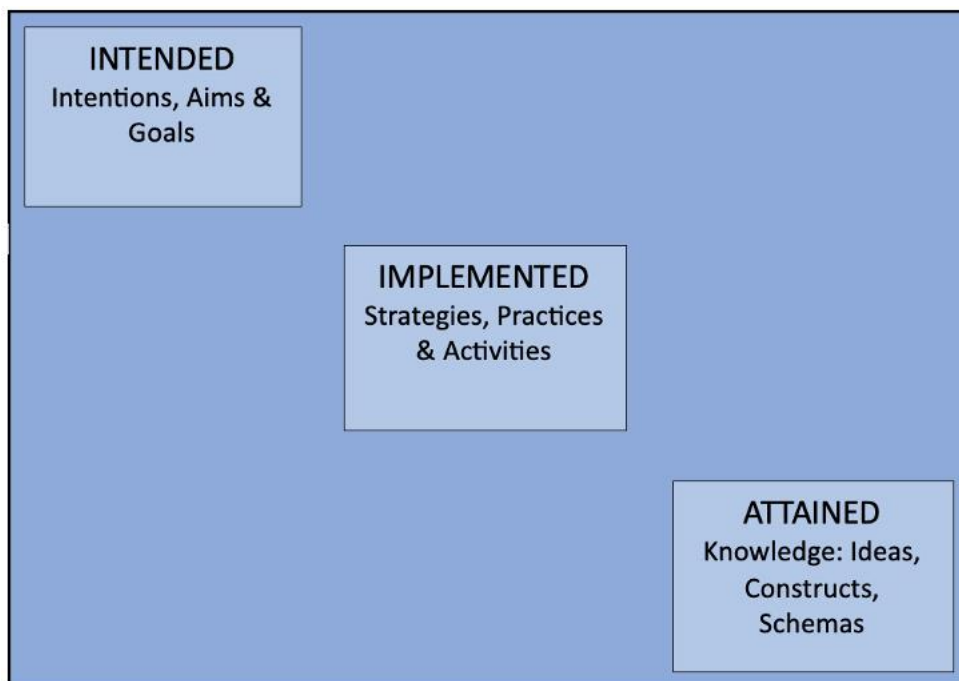 INTENDED
Intentions, Aims &
Goals
IMPLEMENTED
Strategies, Practices
& Activities
ATTAINED
Knowledge: Ideas,
Constructs,
Schemas